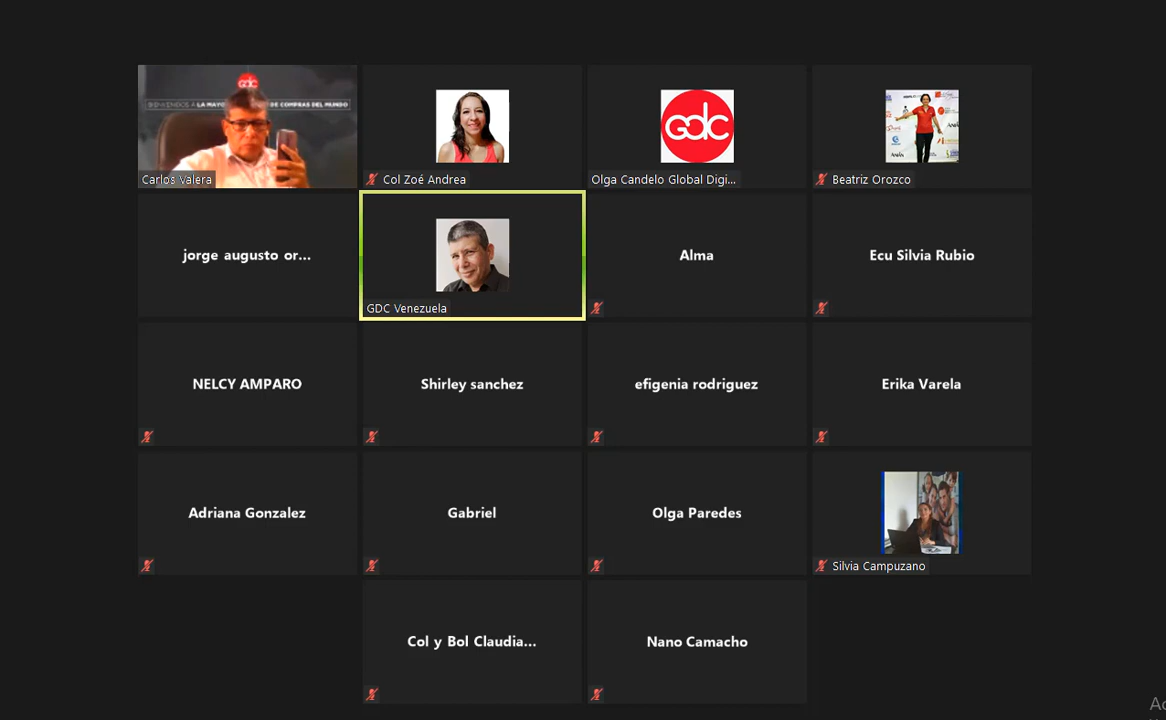 GDC
BIENVENIDOS A LA MAYO
DE COMPRAS DEL MUNDO
Carlos Valera
Col Zoé Andrea
GDC
Olga Candelo Global Digi...
Beatriz Orozco
jorge augusto or...
GDC Venezuela
Alma
Ecu Silvia Rubio
NELCY AMPARO
Shirley sanchez
efigenia rodriguez
Erika Varela
Adriana Gonzalez
Gabriel
Olga Paredes
Silvia Campuzano
Col y Bol Claudia...
Nano Camacho